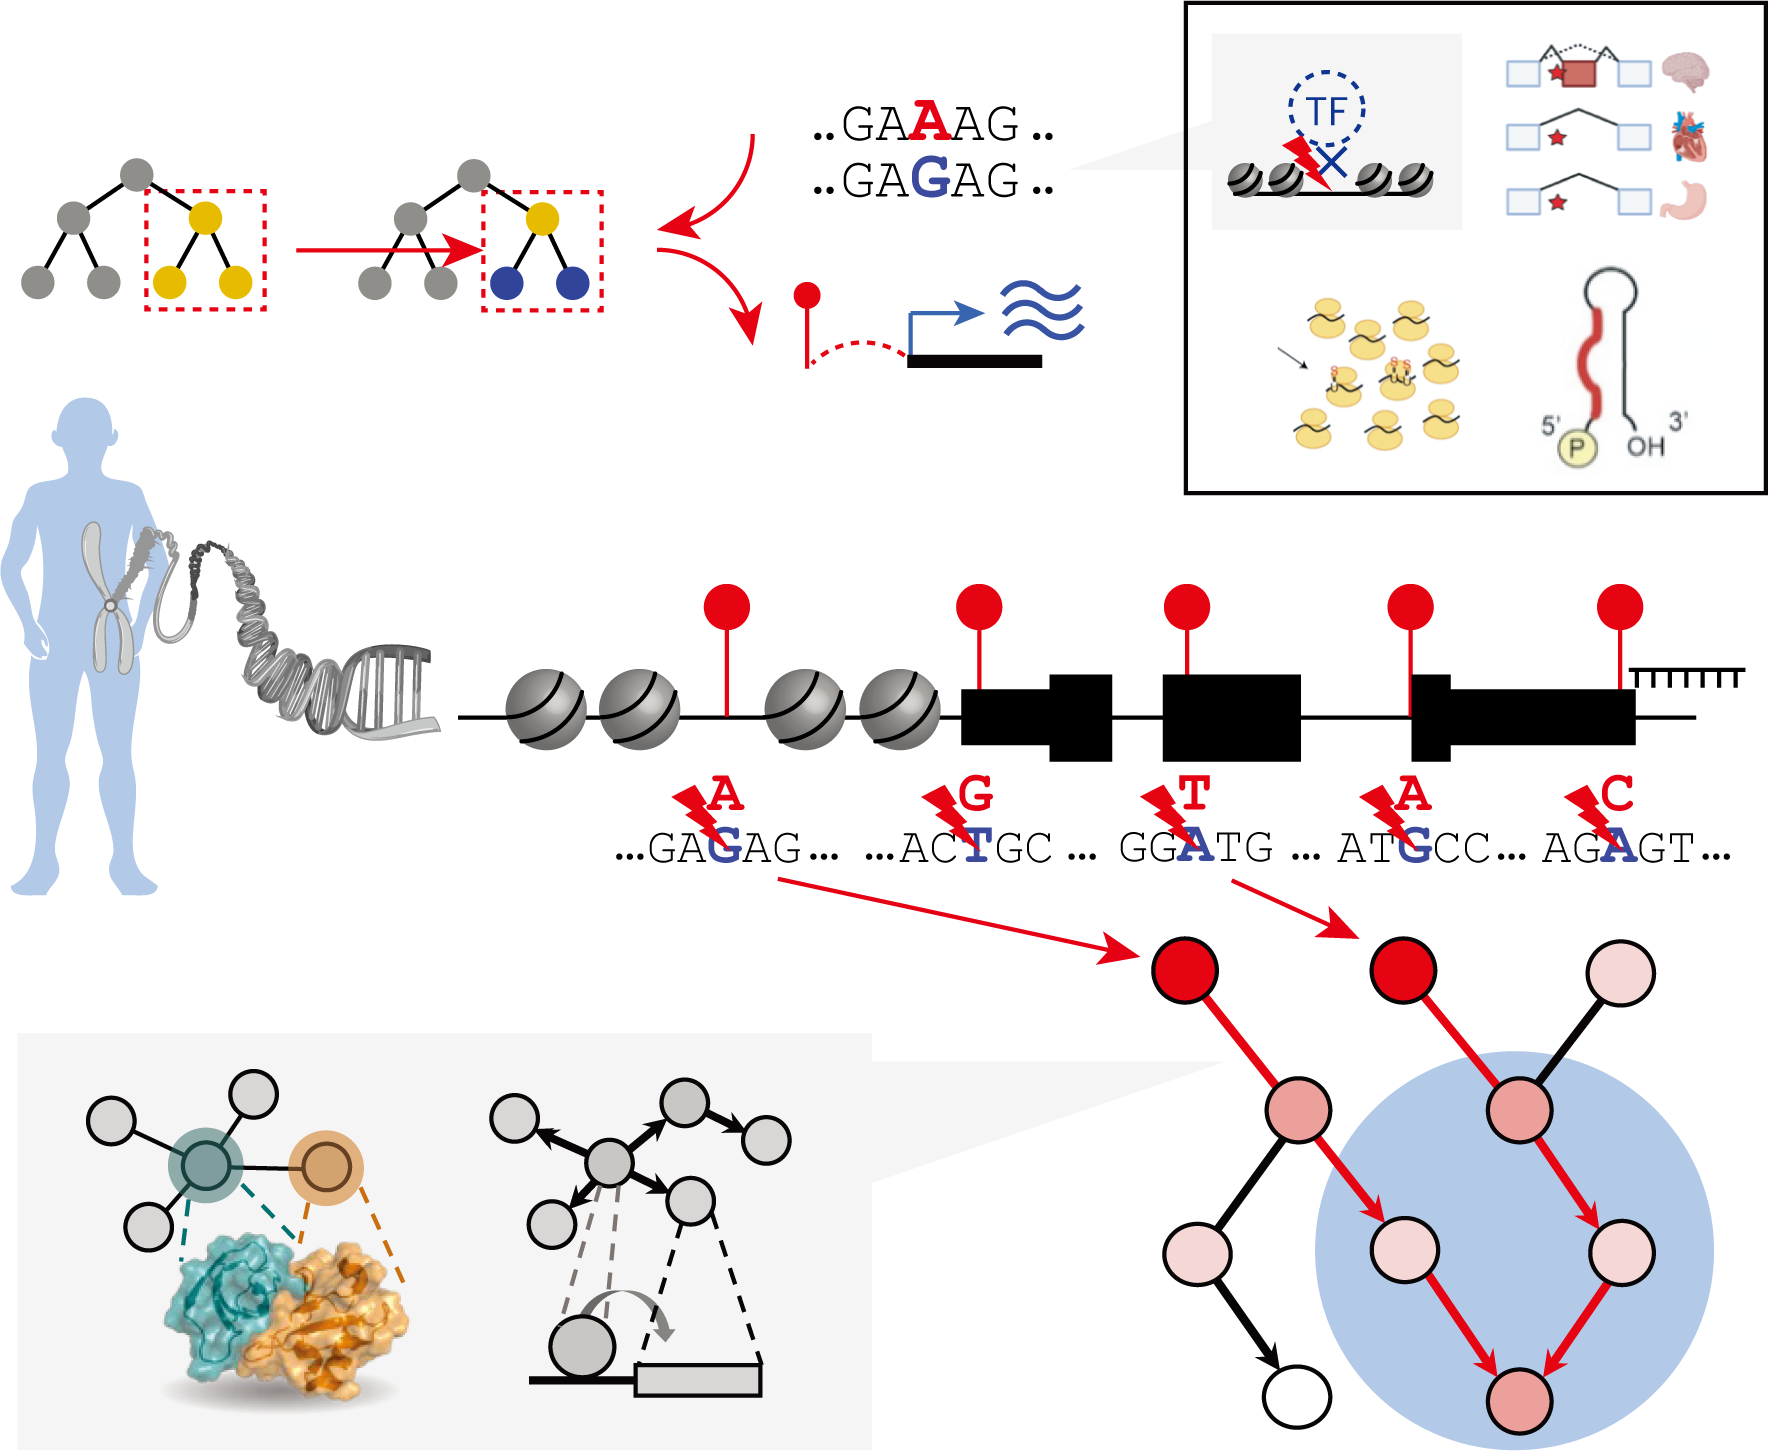 ..GAAAG ..
..GAGAG ..
TF
S
S S
5'
3'
P
OH
A
G
T
A
C
...GAGAG...
...ACTGC ...
GGATG ...
ATGCC...
AGAGT...